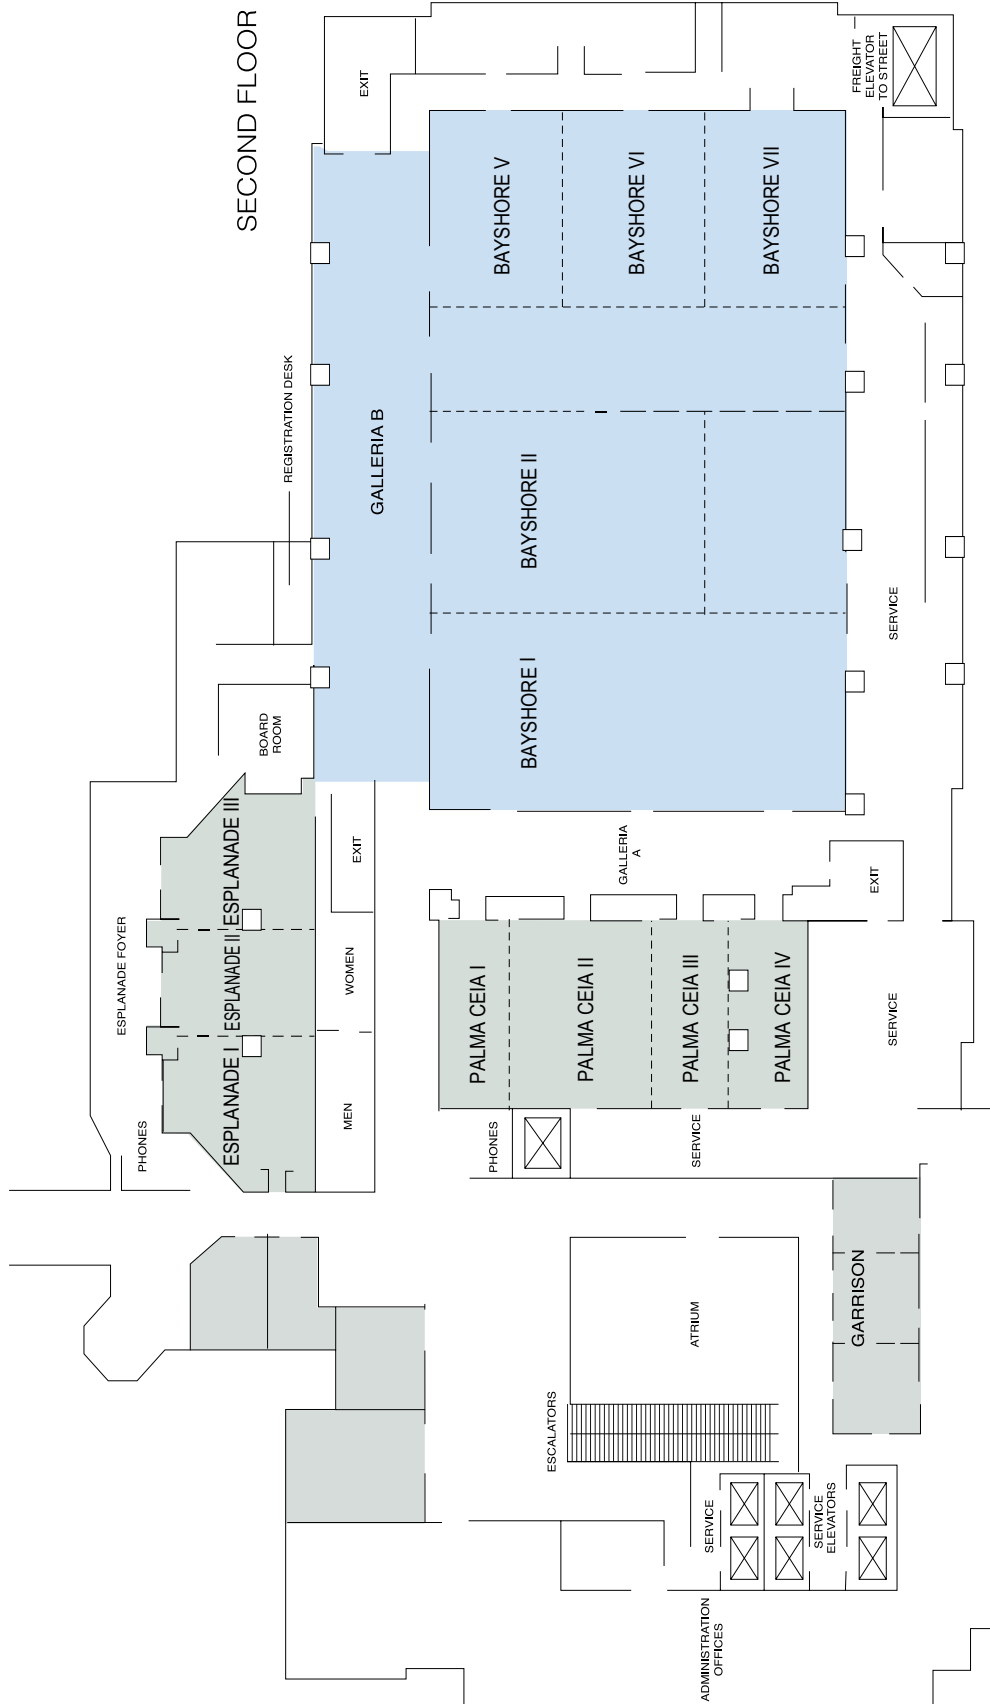 SECOND FLOOR
EXIT
FREIGHT
ELEVATOR
TO STREET
BAYSHORE V
BAYSHORE VI
BAYSHORE VII
REGISTRATION DESK
GALLERIA B
BAYSHORE II
BAYSHORE I
SERVICE
BOARD
ROOM
ESPLANADE FOYER
ESPLANADE III
ESPLANADE II
ESPLANADE I
EXIT
WOMEN
MEN
PHONES
GALLERIA
A
EXIT
PALMA CEIA I
PALMA CEIA II
PALMA CEIA III
PALMA CEIA IV
SERVICE
PHONES
SERVICE
ATRIUM
GARRISON
ESCALATORS
SERVICE
SERVICE
ELEVATORS
ADMINISTRATION
OFFICES